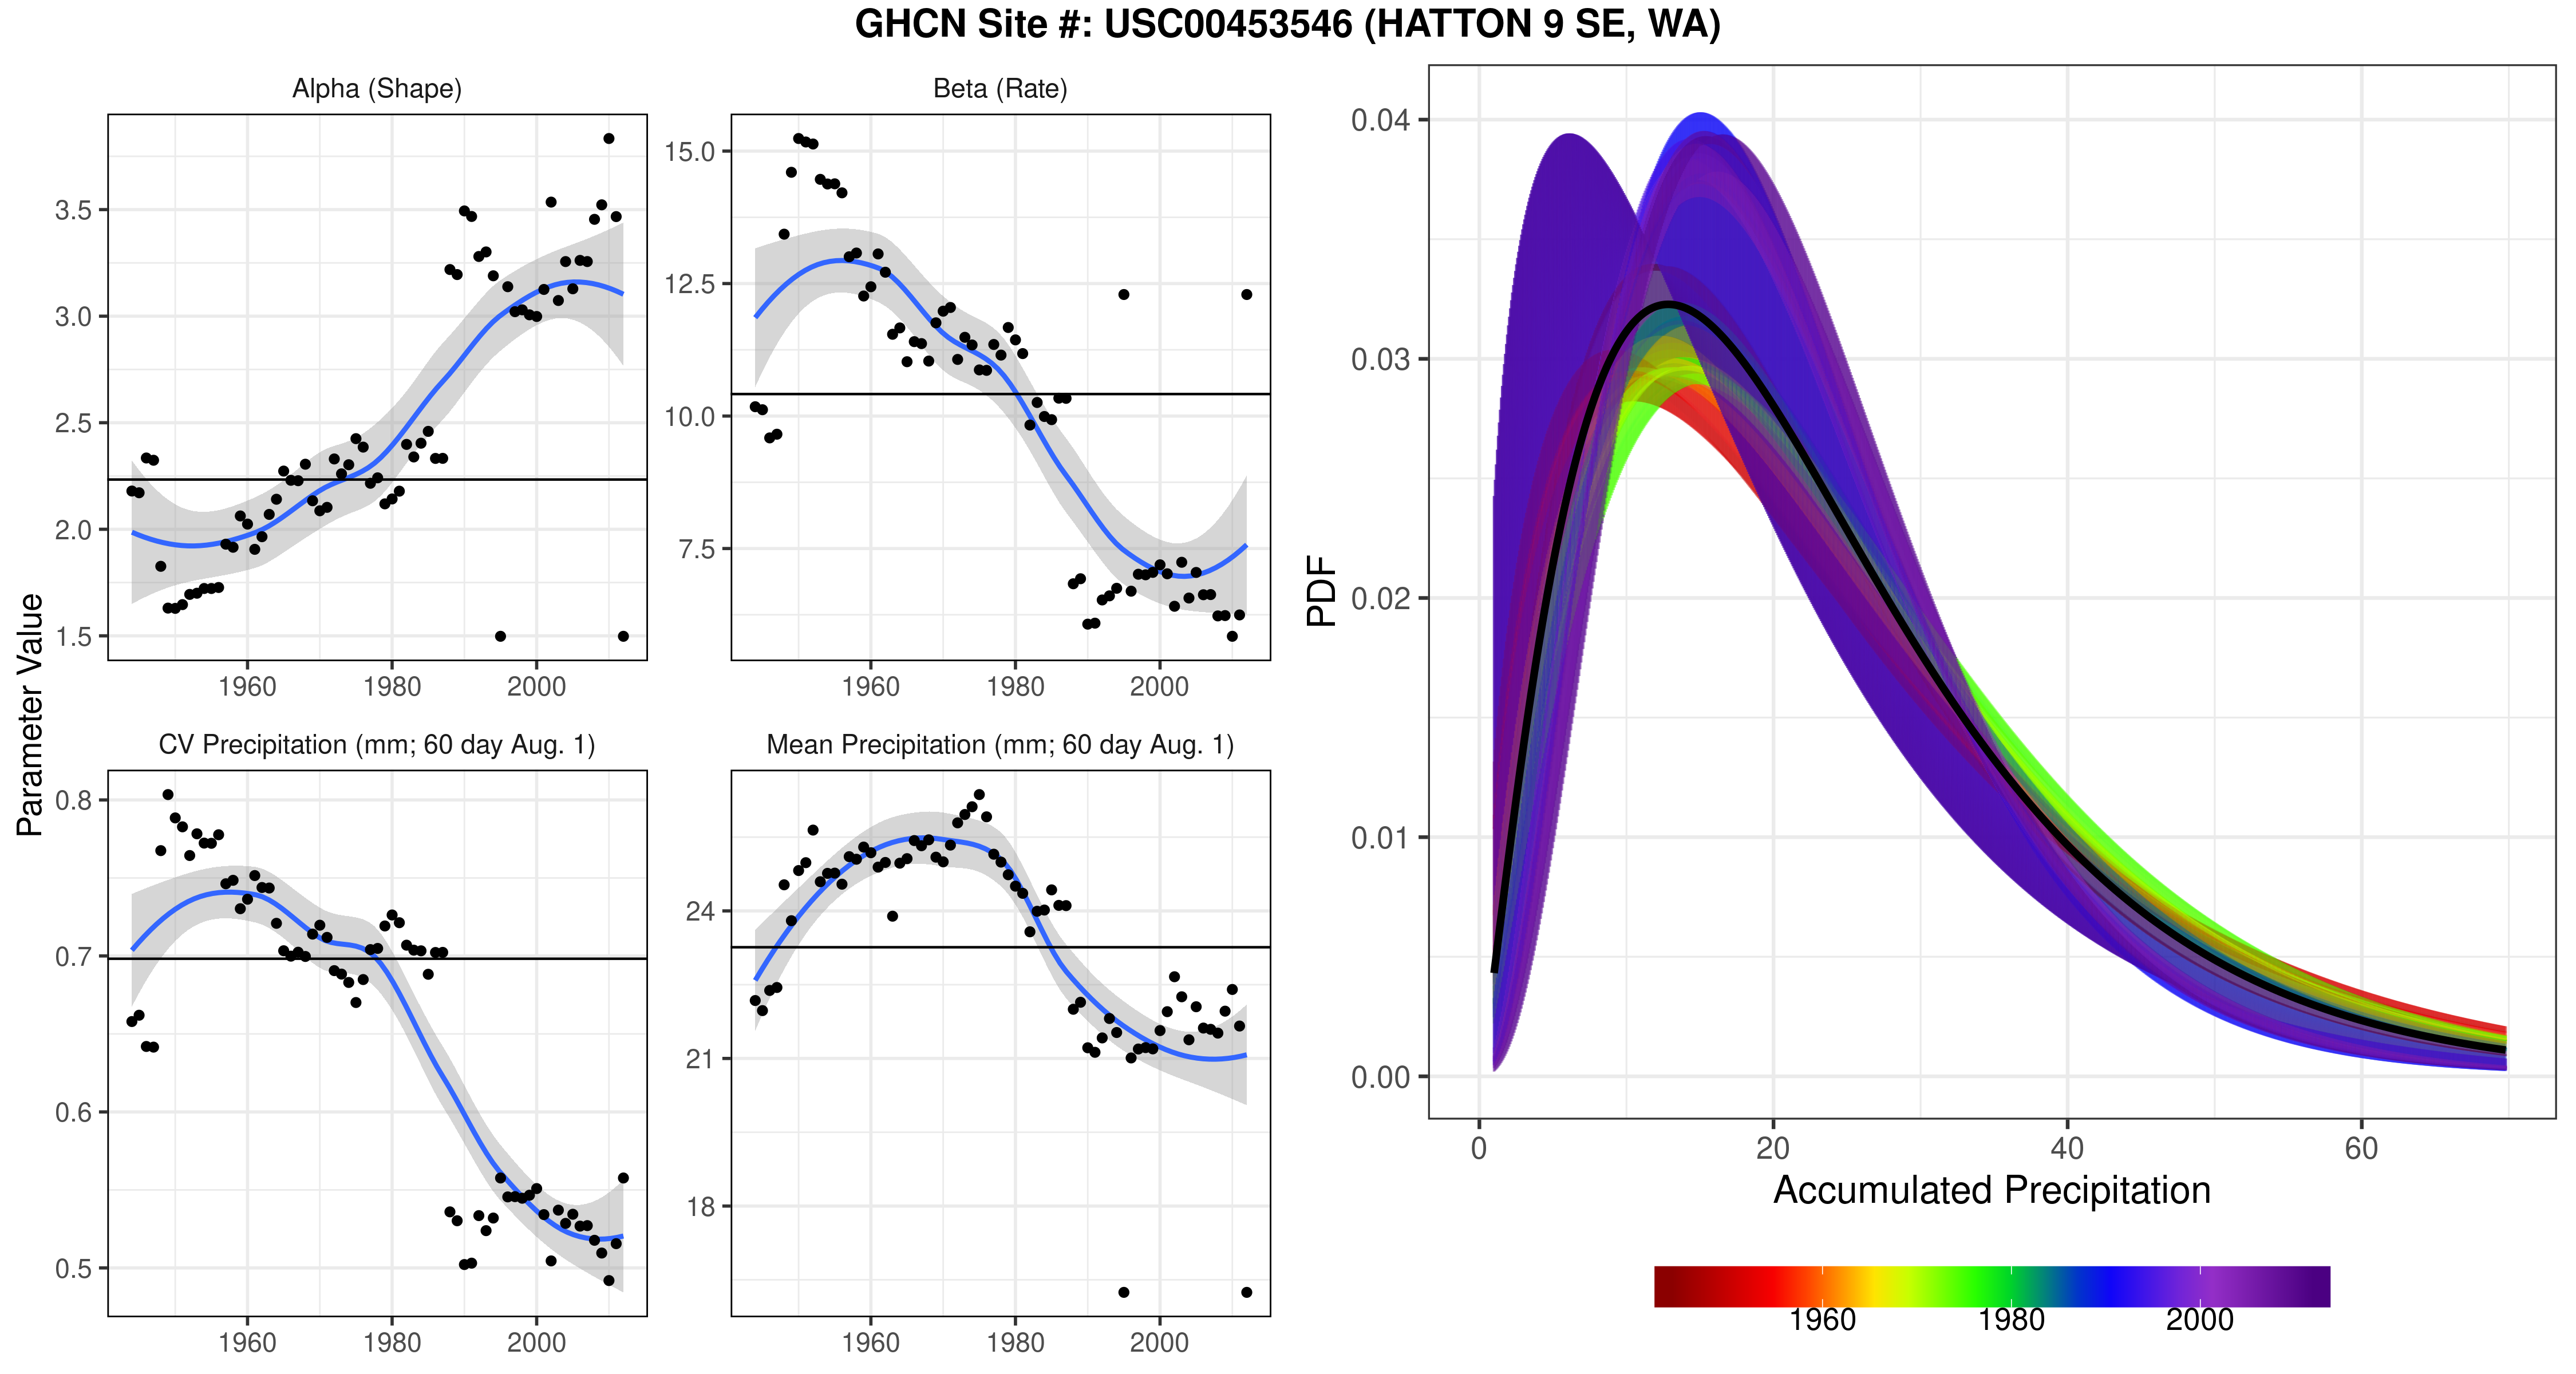 GHCN Site #: USC00453546 (HATTON 9 SE, WA)
Alpha (Shape)
3.5
3.0
2.5
2.0
1.5
1960 1980 2000
Beta (Rate)
15.0
12.5
10.0
7.5
1960 1980 2000
Parameter Value
CV Precipitation (mm; 60 day Aug. 1)
0.8
0.7
0.6
0.5
1960 1980 2000
Mean Precipitation (mm; 60 day Aug. 1)
24
21
18
1960 1980 2000
PDF
0.04
0.03
0.02
0.01
0.00
0 20 40 60
Accumulated Precipitation
1960 1980 2000